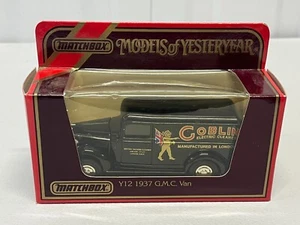 MATCHBOX
MODELS of YESTERYEAR
GOBLIN
ELECTRIC CLEANERS
MANUFACTURED IN LONDON
MATCHBOX
Y12 1937 G.M.C. Van